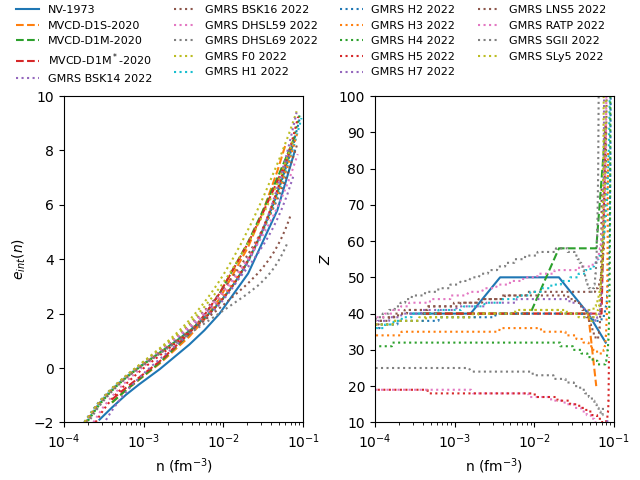 NV-1973
MVCD-D1S-2020
MVCD-D1M-2020
MVCD-D1M*-2020
GMRS BSK14 2022
GMRS BSK16 2022
GMRS DHSL59 2022
GMRS DHSL69 2022
GMRS F0 2022
GMRS H1 2022
GMRS H2 2022
GMRS H3 2022
GMRS H4 2022
GMRS H5 2022
GMRS H7 2022
GMRS LNS5 2022
GMRS RATP 2022
GMRS SGII 2022
GMRS SLy5 2022
10
8
6
4
2
0
−2
e_int(n)
10⁻⁴
10⁻³
10⁻²
10⁻¹
n (fm⁻³)
100
90
80
70
60
50
40
30
20
10
Z
10⁻⁴
10⁻³
10⁻²
10⁻¹
n (fm⁻³)